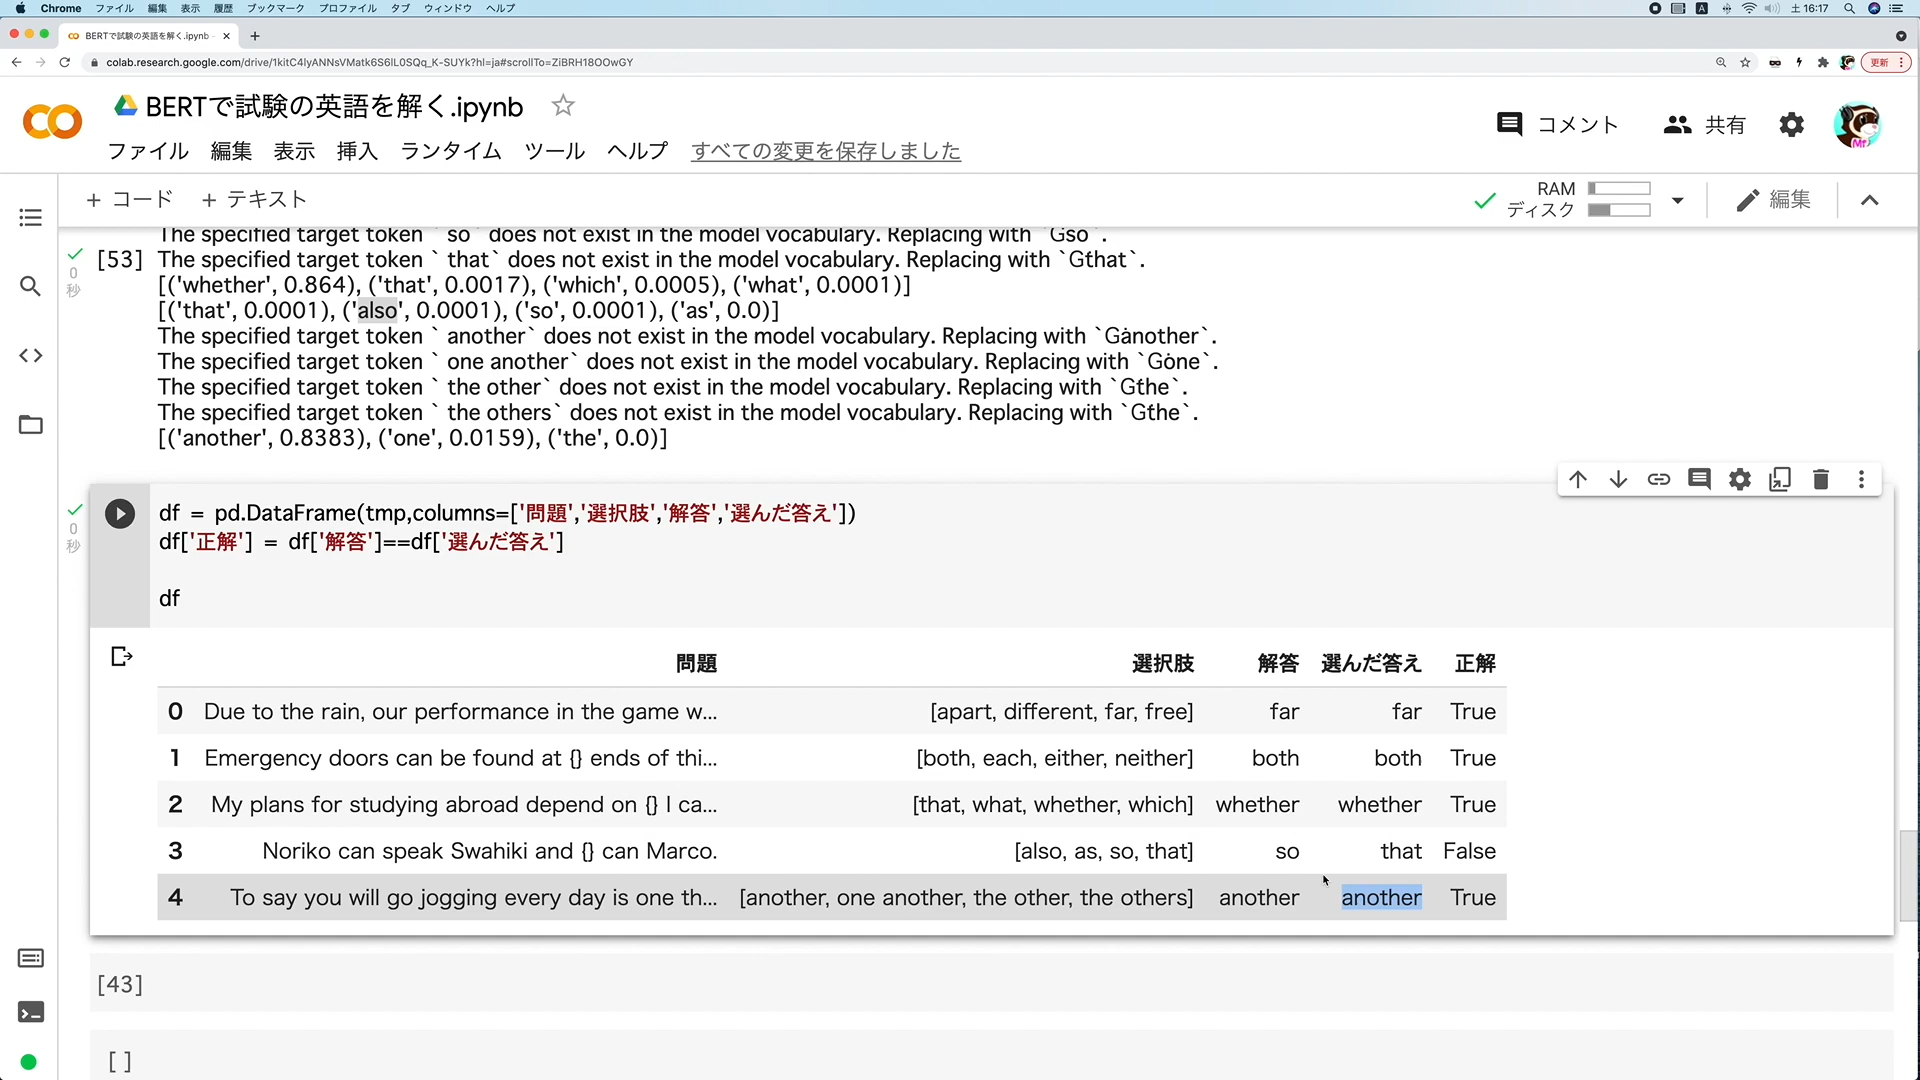 Chrome ファイル 編集 表示 履歴 ブックマーク プロファイル タブ ウィンドウ ヘルプ 土 16:17
BERTで試験の英語を解く.ipynb
colab.research.google.com/drive/1kitC4lyANNsVMatk6S6lL0SQq_K-SUYk?hl=ja#scrollTo=ZiBRH18OOwGY 更新
BERTで試験の英語を解く.ipynb
コメント 共有
ファイル 編集 表示 挿入 ランタイム ツール ヘルプ すべての変更を保存しました
+ コード + テキスト RAM ディスク 編集
The specified target token ` so` does not exist in the model vocabulary. Replacing with `Ġso`.
[53] The specified target token ` that` does not exist in the model vocabulary. Replacing with `Ġthat`.
0
秒
[('whether', 0.864), ('that', 0.0017), ('which', 0.0005), ('what', 0.0001)]
[('that', 0.0001), ('also', 0.0001), ('so', 0.0001), ('as', 0.0)]
The specified target token ` another` does not exist in the model vocabulary. Replacing with `Ġanother`.
The specified target token ` one another` does not exist in the model vocabulary. Replacing with `Ġone`.
The specified target token ` the other` does not exist in the model vocabulary. Replacing with `Ġthe`.
The specified target token ` the others` does not exist in the model vocabulary. Replacing with `Ġthe`.
[('another', 0.8383), ('one', 0.0159), ('the', 0.0)]
0
秒
df = pd.DataFrame(tmp,columns=['問題','選択肢','解答','選んだ答え'])
df['正解'] = df['解答']==df['選んだ答え']
df
問題 選択肢 解答 選んだ答え 正解
0 Due to the rain, our performance in the game w... [apart, different, far, free] far far True
1 Emergency doors can be found at {} ends of thi... [both, each, either, neither] both both True
2 My plans for studying abroad depend on {} I ca... [that, what, whether, which] whether whether True
3 Noriko can speak Swahiki and {} can Marco. [also, as, so, that] so that False
4 To say you will go jogging every day is one th... [another, one another, the other, the others] another another True
[43]
[ ]